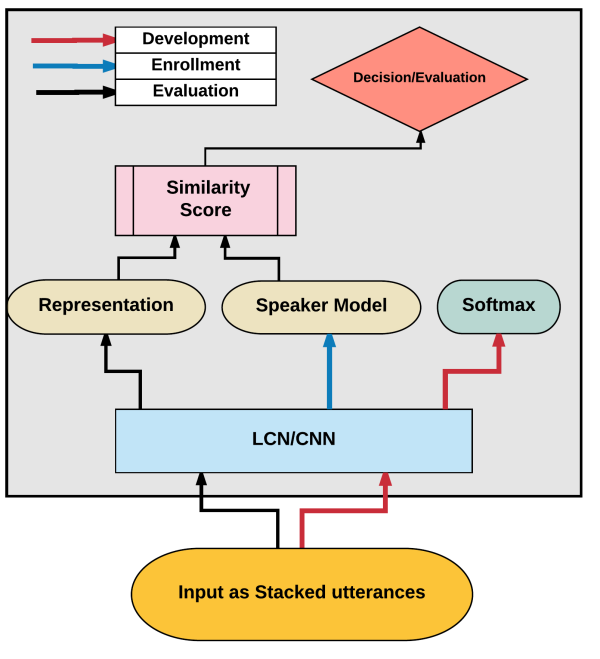 Development
Enrollment
Evaluation
Decision/Evaluation
Similarity
Score
Representation
Speaker Model
Softmax
LCN/CNN
Input as Stacked utterances